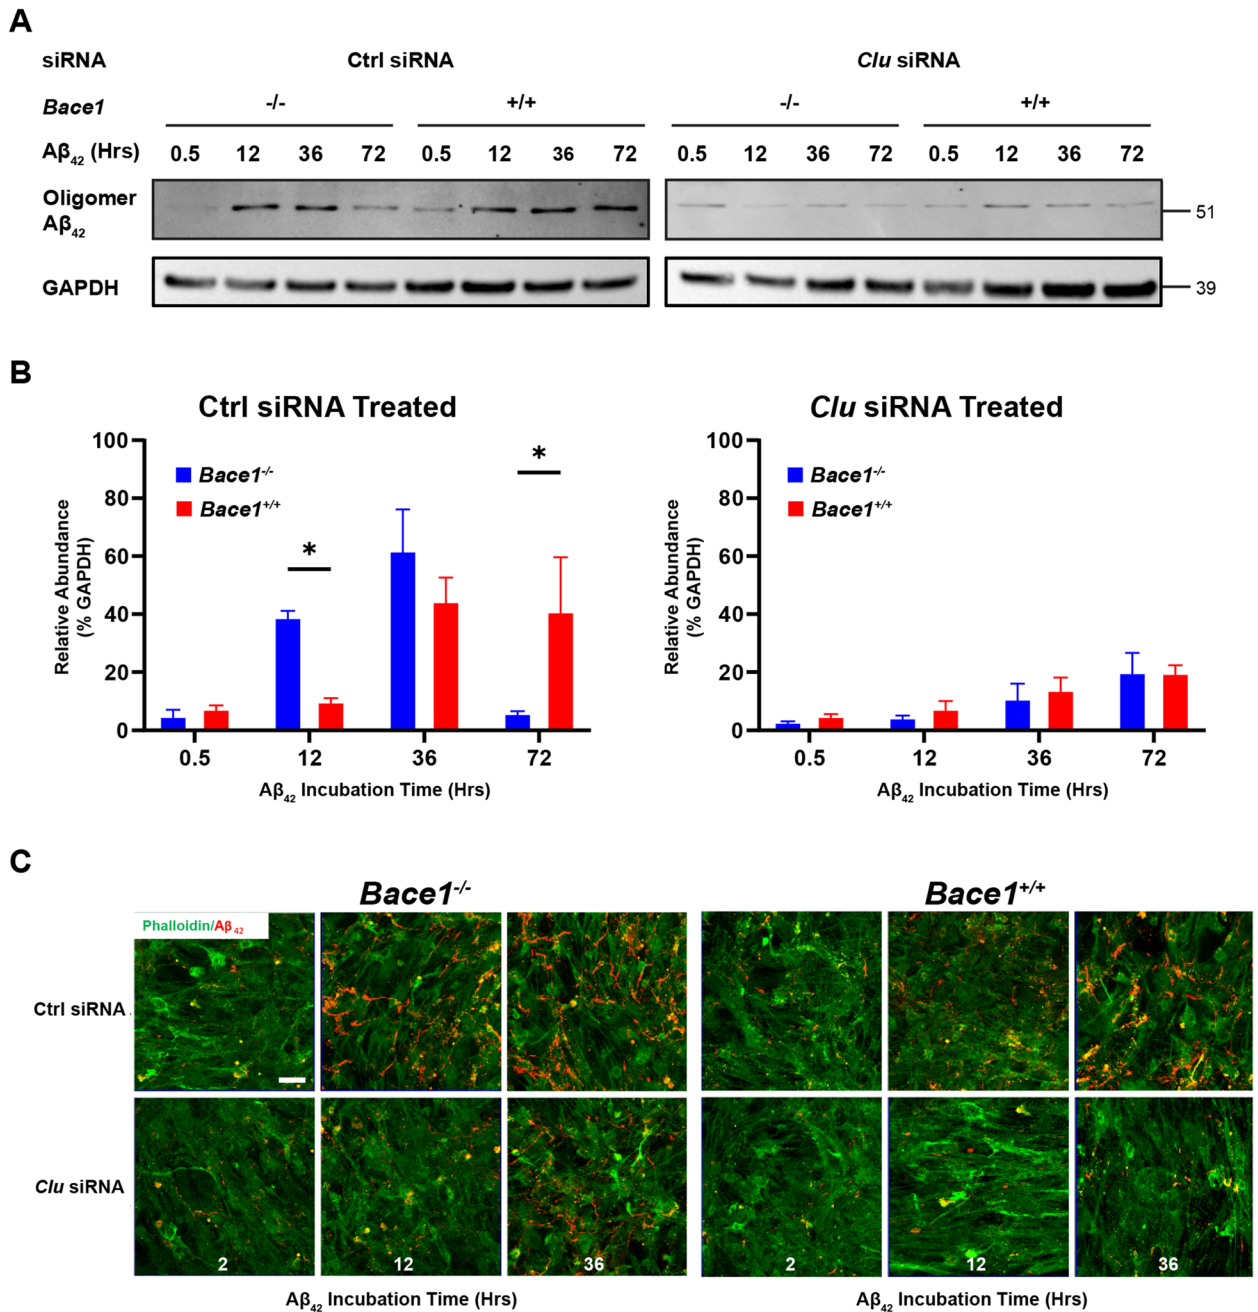 A
siRNA Ctrl siRNA Clu siRNA
Bace1 -/- +/+ -/- +/+
Aβ42 (Hrs) 0.5 12 36 72 0.5 12 36 72 0.5 12 36 72 0.5 12 36 72
Oligomer
Aβ42
51
GAPDH
39
B
Ctrl siRNA Treated
100
80
60
40
20
0
Relative Abundance
(% GAPDH)
Bace1-/-
Bace1+/+
*
*
0.5 12 36 72
Aβ42 Incubation Time (Hrs)
Clu siRNA Treated
100
80
60
40
20
0
Relative Abundance
(% GAPDH)
Bace1-/-
Bace1+/+
0.5 12 36 72
Aβ42 Incubation Time (Hrs)
C
Bace1-/- Bace1+/+
Phalloidin/Aβ42
Ctrl siRNA
Clu siRNA
2 12 36 2 12 36
Aβ42 Incubation Time (Hrs) Aβ42 Incubation Time (Hrs)